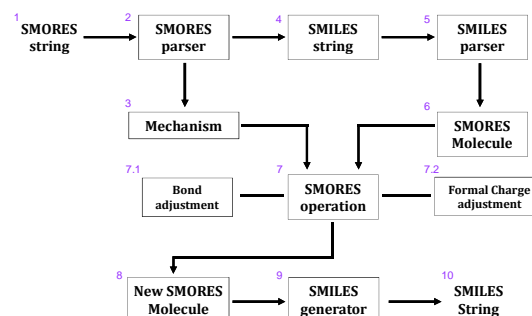 1
SMORES
string
2
SMORES
parser
4
SMILES
string
5
SMILES
parser
3
Mechanism
6
SMORES
Molecule
7.1
Bond
adjustment
7
SMORES
operation
7.2
Formal Charge
adjustment
8
New SMORES
Molecule
9
SMILES
generator
10
SMILES
String